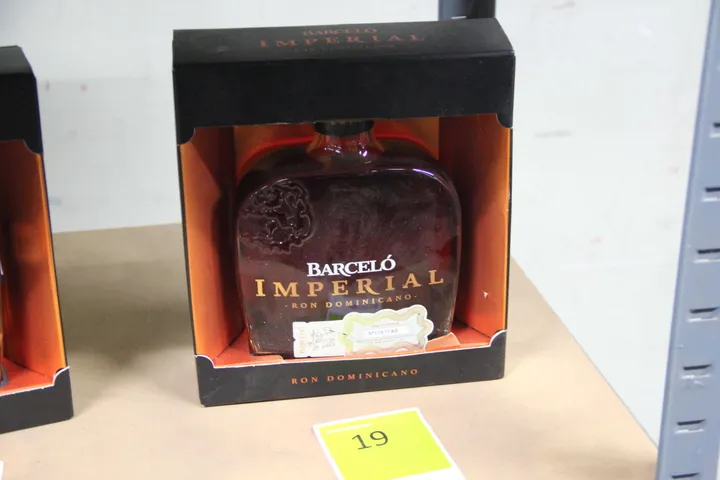 BARCELÓ
IMPERIAL
BARCELÓ
IMPERIAL
-RON DOMINICANO-
RON DOMINICANO
19